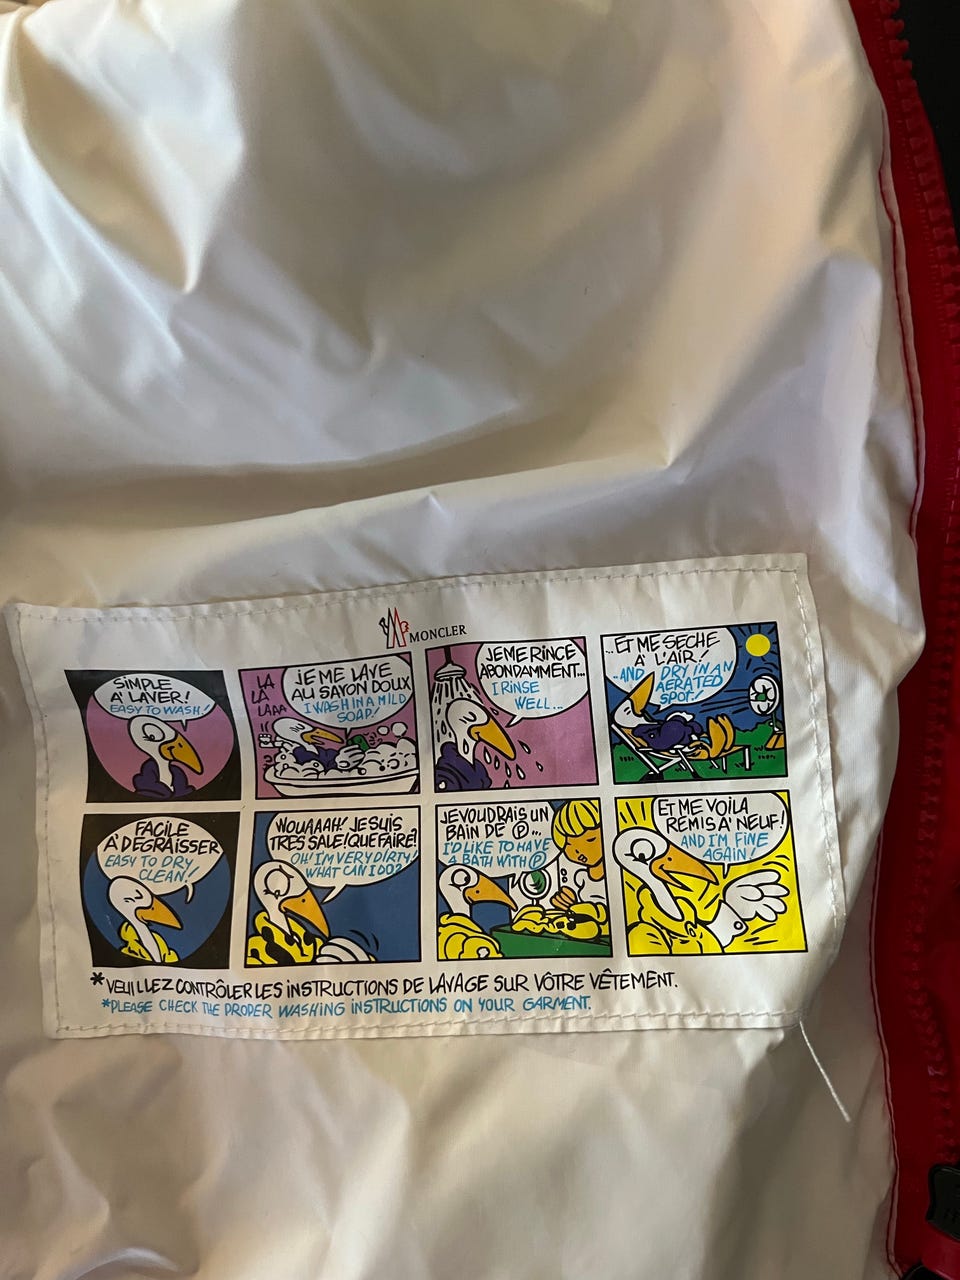 MONCLER
SIMPLE
A' LAVER!
EASY TO WASH!
LA
LA
LAAA
JE ME LAVE
AU SAVON DOUX
I WASH IN A MILD
SOAP!
JE ME RINCE
ABONDAMMENT...
I RINSE
WELL...
...ET ME SECHE
A' L'AIR!
...AND I DRY IN AN
AERATED
SPOT!
FACILE
A' DEGRAISSER
EASY TO DRY
CLEAN!
WOUAAAH! JE SUIS
TRES SALE! QUE FAIRE!
OH! I'M VERY DIRTY!
WHAT CAN I DO?
JE VOUDRAIS UN
BAIN DE Ⓟ...
I'D LIKE TO HAVE
A BATH WITH Ⓟ
ET ME VOILA
REMIS A' NEUF!
AND I'M FINE
AGAIN!
*VEUILLEZ CONTRÔLER LES INSTRUCTIONS DE LAVAGE SUR VÔTRE VÊTEMENT.
*PLEASE CHECK THE PROPER WASHING INSTRUCTIONS ON YOUR GARMENT.